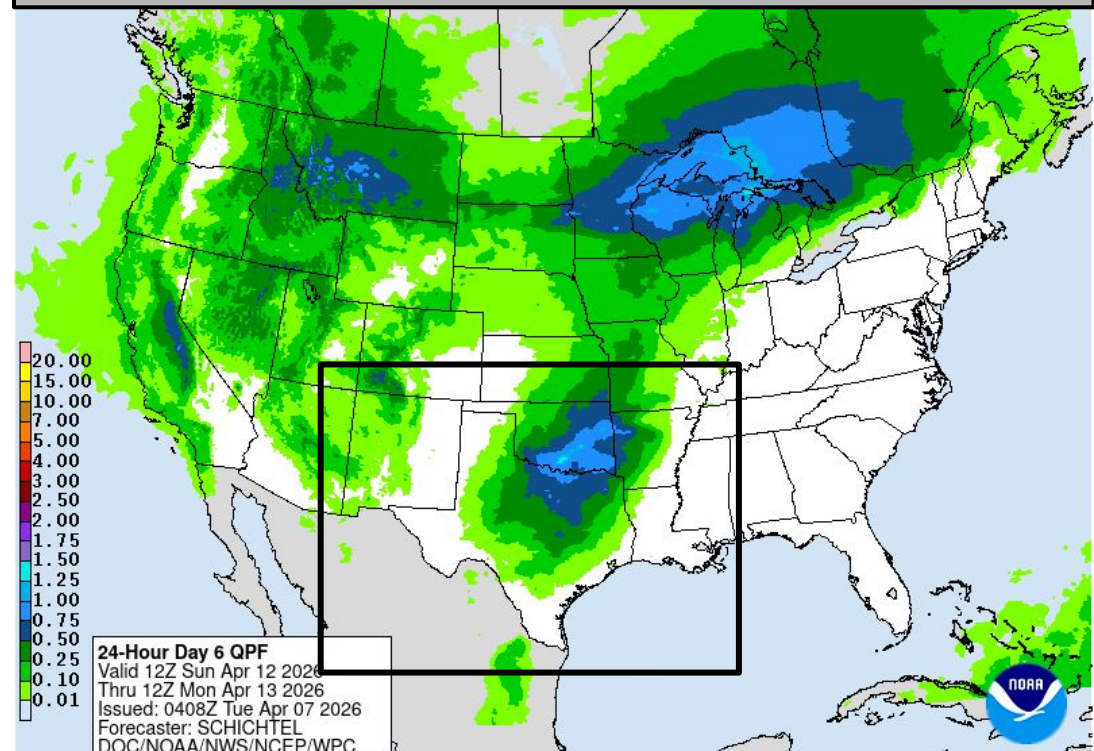 20.00
15.00
10.00
7.00
5.00
4.00
3.00
2.50
2.00
1.75
1.50
1.25
1.00
0.75
0.50
0.25
0.10
0.01
24-Hour Day 6 QPF
Valid 12Z Sun Apr 12 2026
Thru 12Z Mon Apr 13 2026
Issued: 0408Z Tue Apr 07 2026
Forecaster: SCHICHTEL
DOC/NOAA/NWS/NCEP/WPC
NOAA